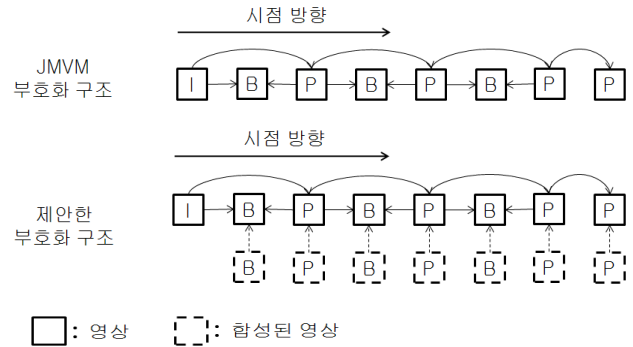 시점 방향
JMVM
부호화 구조
I B P B P B P P
시점 방향
제안한
부호화 구조
I B P B P B P P
B P B P B P P
: 영상 : 합성된 영상